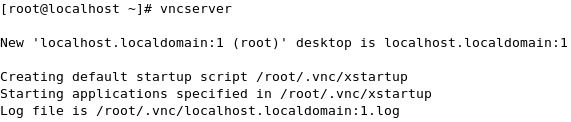 [root@localhost ~]# vncserver
New 'localhost.localdomain:1 (root)' desktop is localhost.localdomain:1
Creating default startup script /root/.vnc/xstartup
Starting applications specified in /root/.vnc/xstartup
Log file is /root/.vnc/localhost.localdomain:1.log